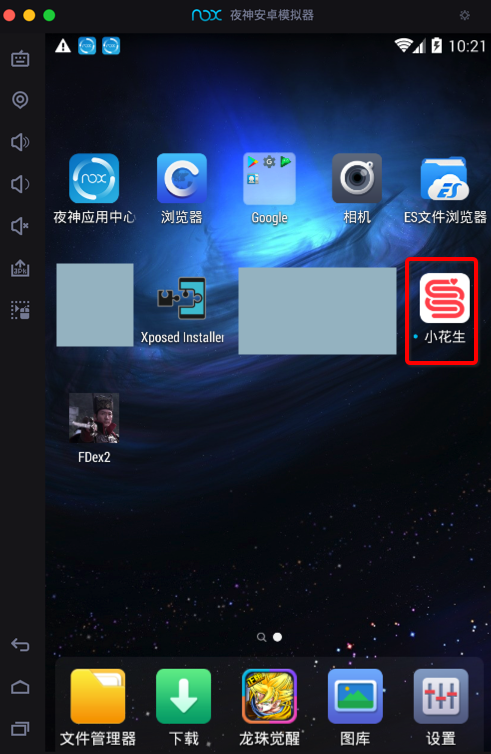 nox 夜神安卓模拟器
10:21
夜神应用中心
浏览器
Google
相机
ES文件浏览器
Xposed Installer
小花生
FDex2
文件管理器
下载
龙珠觉醒
图库
设置